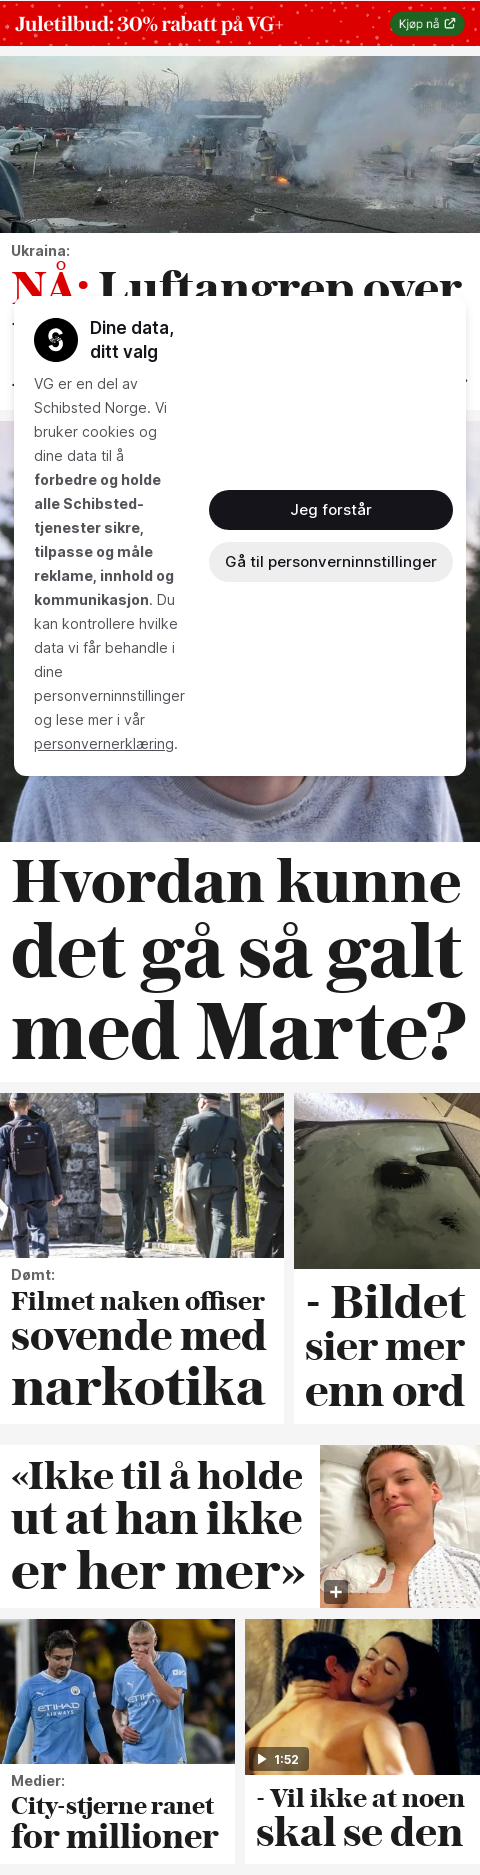 Juletilbud: 30% rabatt på VG+
Kjøp nå
Ukraina:
NÅ: Luftangrep over
Dine data,
ditt valg
VG er en del av
Schibsted Norge. Vi
bruker cookies og
dine data til å
forbedre og holde
alle Schibsted-
tjenester sikre,
tilpasse og måle
reklame, innhold og
kommunikasjon. Du
kan kontrollere hvilke
data vi får behandle i
dine
personverninnstillinger
og lese mer i vår
personvernerklæring.
Jeg forstår
Gå til personverninnstillinger
Hvordan kunne
det gå så galt
med Marte?
Dømt:
Filmet naken offiser
sovende med
narkotika
- Bildet
sier mer
enn ord
«Ikke til å holde
ut at han ikke
er her mer»
ETIHAD
AIRWAYS
ETIHAD
AIRWAYS
1:52
Medier:
City-stjerne ranet
for millioner
- Vil ikke at noen
skal se den